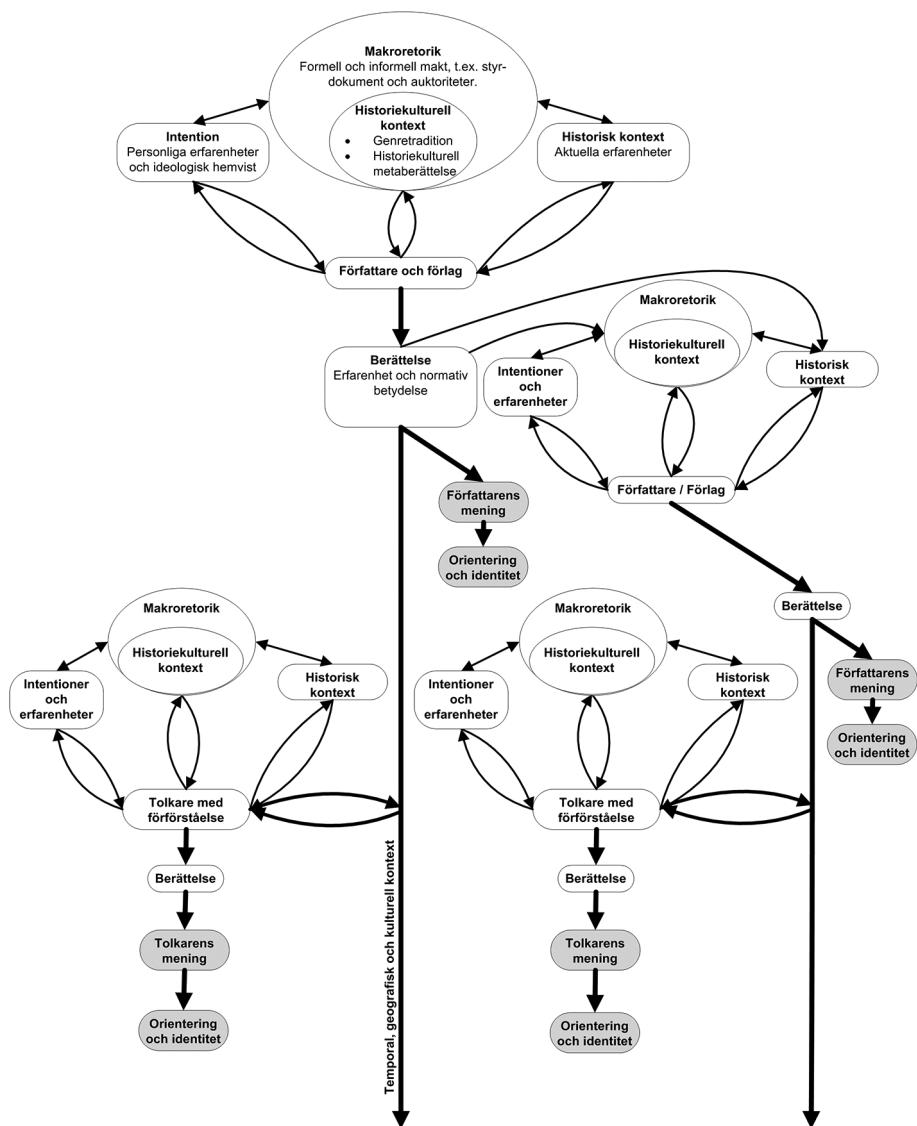 Makroretorik
Formell och informell makt, t.ex. styr-
dokument och auktoriteter.
Historiekulturell
kontext
• Genretradition
• Historiekulturell
metaberättelse
Intention
Personliga erfarenheter
och ideologisk hemvist
Historisk kontext
Aktuella erfarenheter
Författare och förlag
Berättelse
Erfarenhet och normativ
betydelse
Makroretorik
Historiekulturell
kontext
Intentioner
och
erfarenheter
Historisk
kontext
Författare / Förlag
Författarens
mening
Orientering
och identitet
Berättelse
Författarens
mening
Orientering
och identitet
Makroretorik
Historiekulturell
kontext
Intentioner
och
erfarenheter
Historisk
kontext
Tolkare med
förförståelse
Berättelse
Tolkarens
mening
Orientering
och identitet
Temporal, geografisk och kulturell kontext
Makroretorik
Historiekulturell
kontext
Intentioner
och
erfarenheter
Historisk
kontext
Tolkare med
förförståelse
Berättelse
Tolkarens
mening
Orientering
och identitet